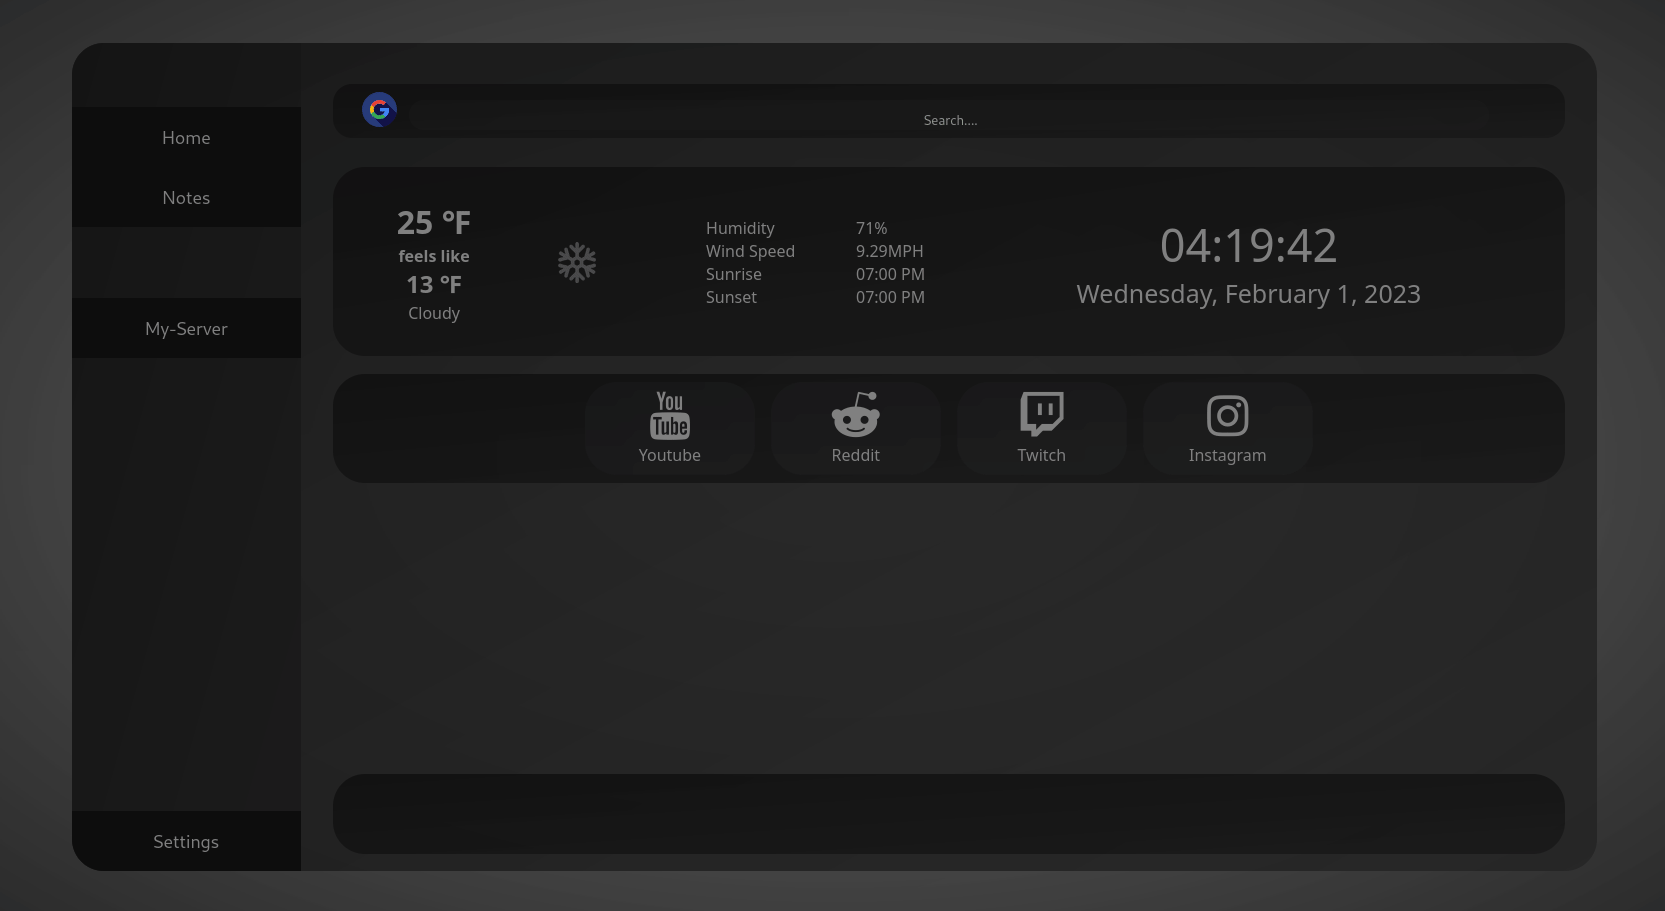 Home
Notes
My-Server
Settings
Search....
25 °F
feels like
13 °F
Cloudy
Humidity 71%
Wind Speed 9.29MPH
Sunrise 07:00 PM
Sunset 07:00 PM
04:19:42
Wednesday, February 1, 2023
You
Tube
Youtube
Reddit
Twitch
Instagram